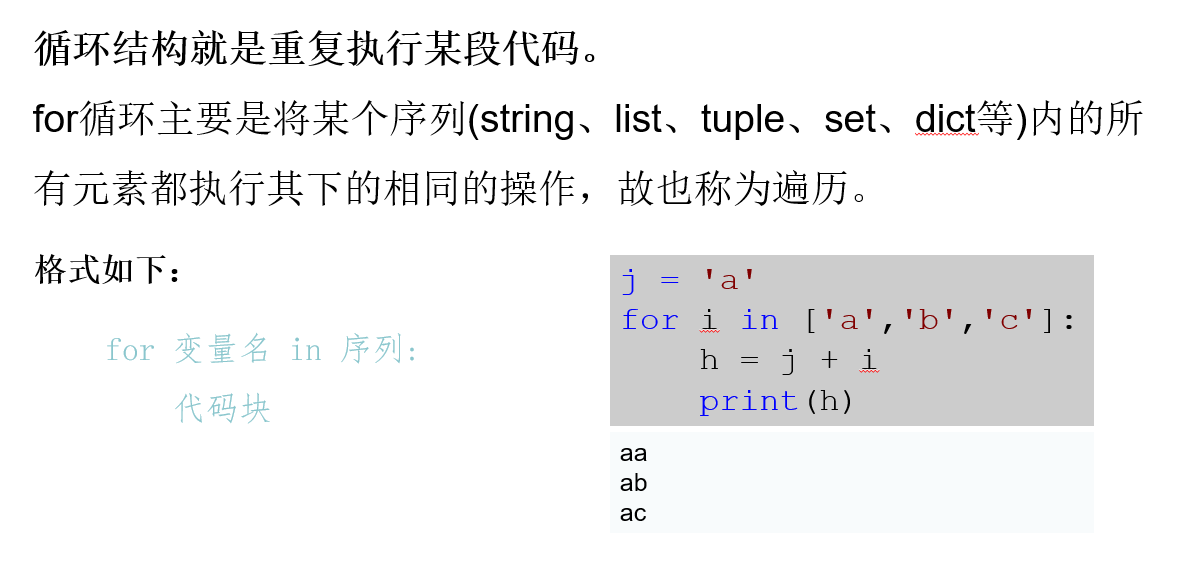 循环结构就是重复执行某段代码。
for循环主要是将某个序列(string、list、tuple、set、dict等)内的所
有元素都执行其下的相同的操作，故也称为遍历。
格式如下：
for 变量名 in 序列:
代码块
j = 'a'
for i in ['a','b','c']:
    h = j + i
    print(h)
aa
ab
ac